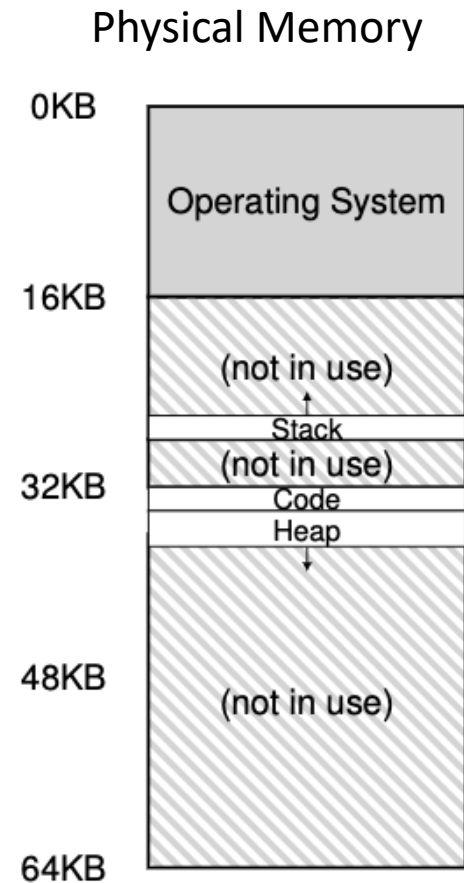 Physical Memory
0KB
Operating System
16KB
(not in use)
Stack
(not in use)
32KB
Code
Heap
48KB
(not in use)
64KB